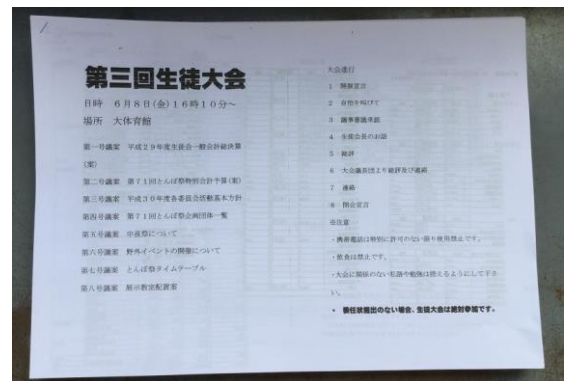 第三回生徒大会
日時　６月８日(金)１６時１０分～
場所　大体育館
第一号議案　平成２９年度生徒会一般会計総決算
(案)
第二号議案　第７１回とんぼ祭特別会計予算(案)
第三号議案　平成３０年度各委員会活動基本方針
第四号議案　第７１回とんぼ祭企画団体一覧
第五号議案　中夜祭について
第六号議案　野外イベントの開催について
第七号議案　とんぼ祭タイムテーブル
第八号議案　展示教室配置案
大会進行
1　開催宣言
2　自治を叫びて
3　議事審議承認
4　生徒会長のお話
5　総評
6　大会議長団より総評及び連絡
7　連絡
8　閉会宣言
※注意
・携帯電話は特別に許可のない限り使用禁止です。
・飲食は禁止です。
・大会に関係のない私語や勉強は控えるようにして下さ
い。
・　委任状提出のない場合、生徒大会は絶対参加です。